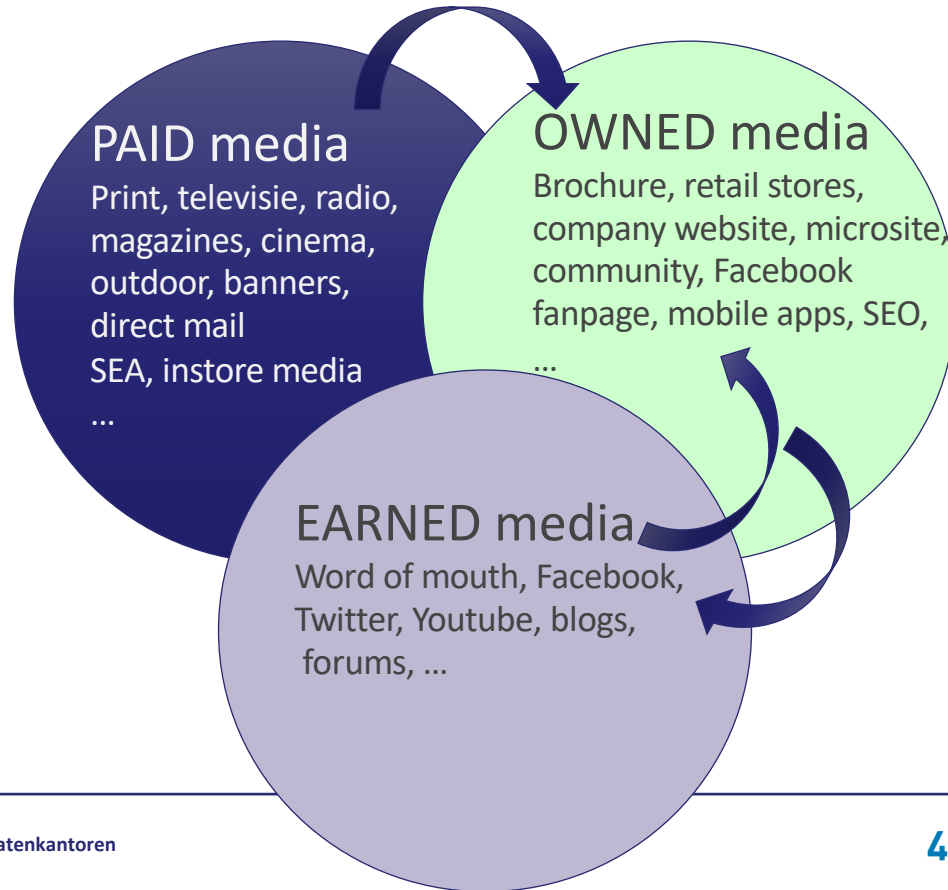 PAID media
Print, televisie, radio,
magazines, cinema,
outdoor, banners,
direct mail
SEA, instore media
...
OWNED media
Brochure, retail stores,
company website, microsite,
community, Facebook
fanpage, mobile apps, SEO,
...
EARNED media
Word of mouth, Facebook,
Twitter, Youtube, blogs,
forums, ...
atenkantoren
4